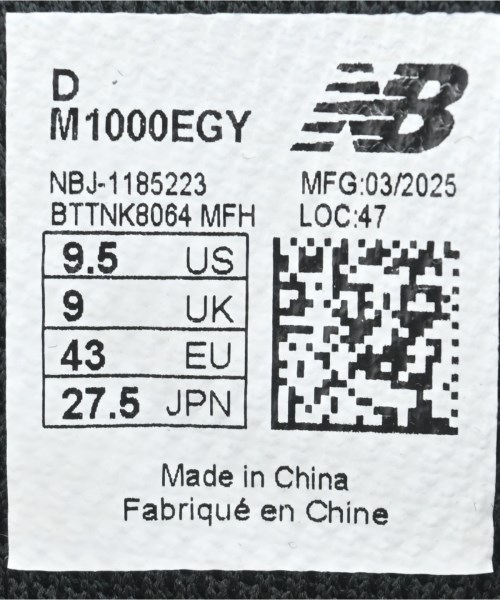 D
M1000EGY
NB
NBJ-1185223
MFG:03/2025
BTTNK8064 MFH
LOC:47
9.5 US
9 UK
43 EU
27.5 JPN
Made in China
Fabriqué en Chine